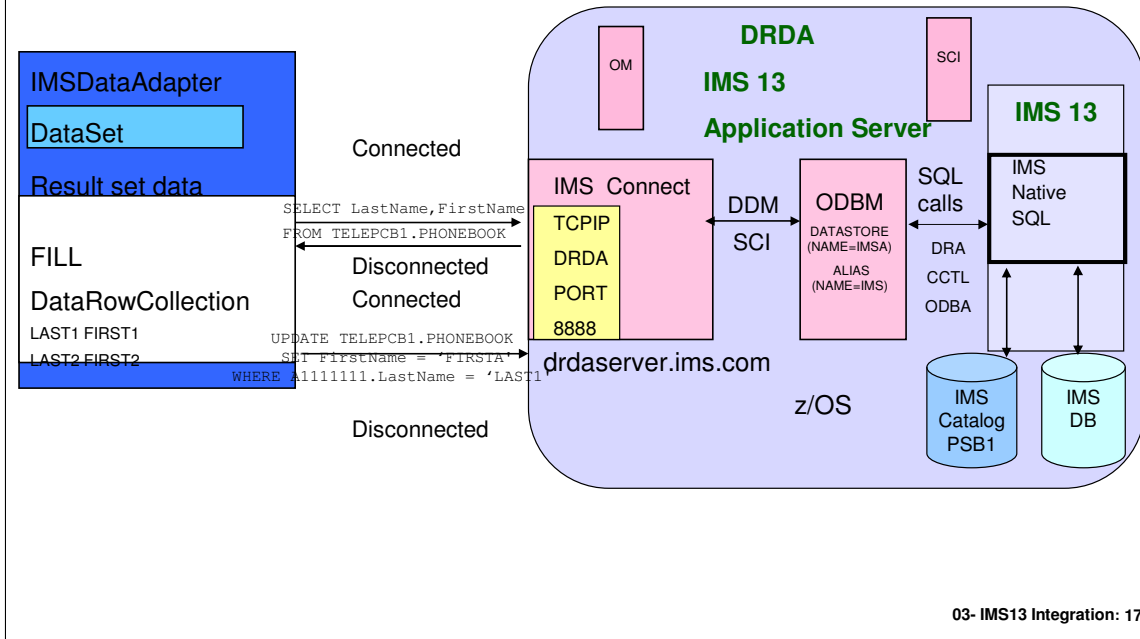 IMSDataAdapter
DataSet
Result set data
FILL
DataRowCollection
LAST1 FIRST1
LAST2 FIRST2
Connected
SELECT LastName,FirstName
FROM TELEPCB1.PHONEBOOK
Disconnected
Connected
UPDATE TELEPCB1.PHONEBOOK
SET FirstName = ‘FIRSTA’
WHERE A1111111.LastName = ‘LAST1’
Disconnected
DRDA
IMS 13
Application Server
OM
SCI
IMS Connect
TCPIP
DRDA
PORT
8888
drdaserver.ims.com
DDM
SCI
ODBM
DATASTORE
(NAME=IMSA)
ALIAS
(NAME=IMS)
SQL
calls
DRA
CCTL
ODBA
IMS 13
IMS
Native
SQL
z/OS
IMS
Catalog
PSB1
IMS
DB
03- IMS13 Integration: 17